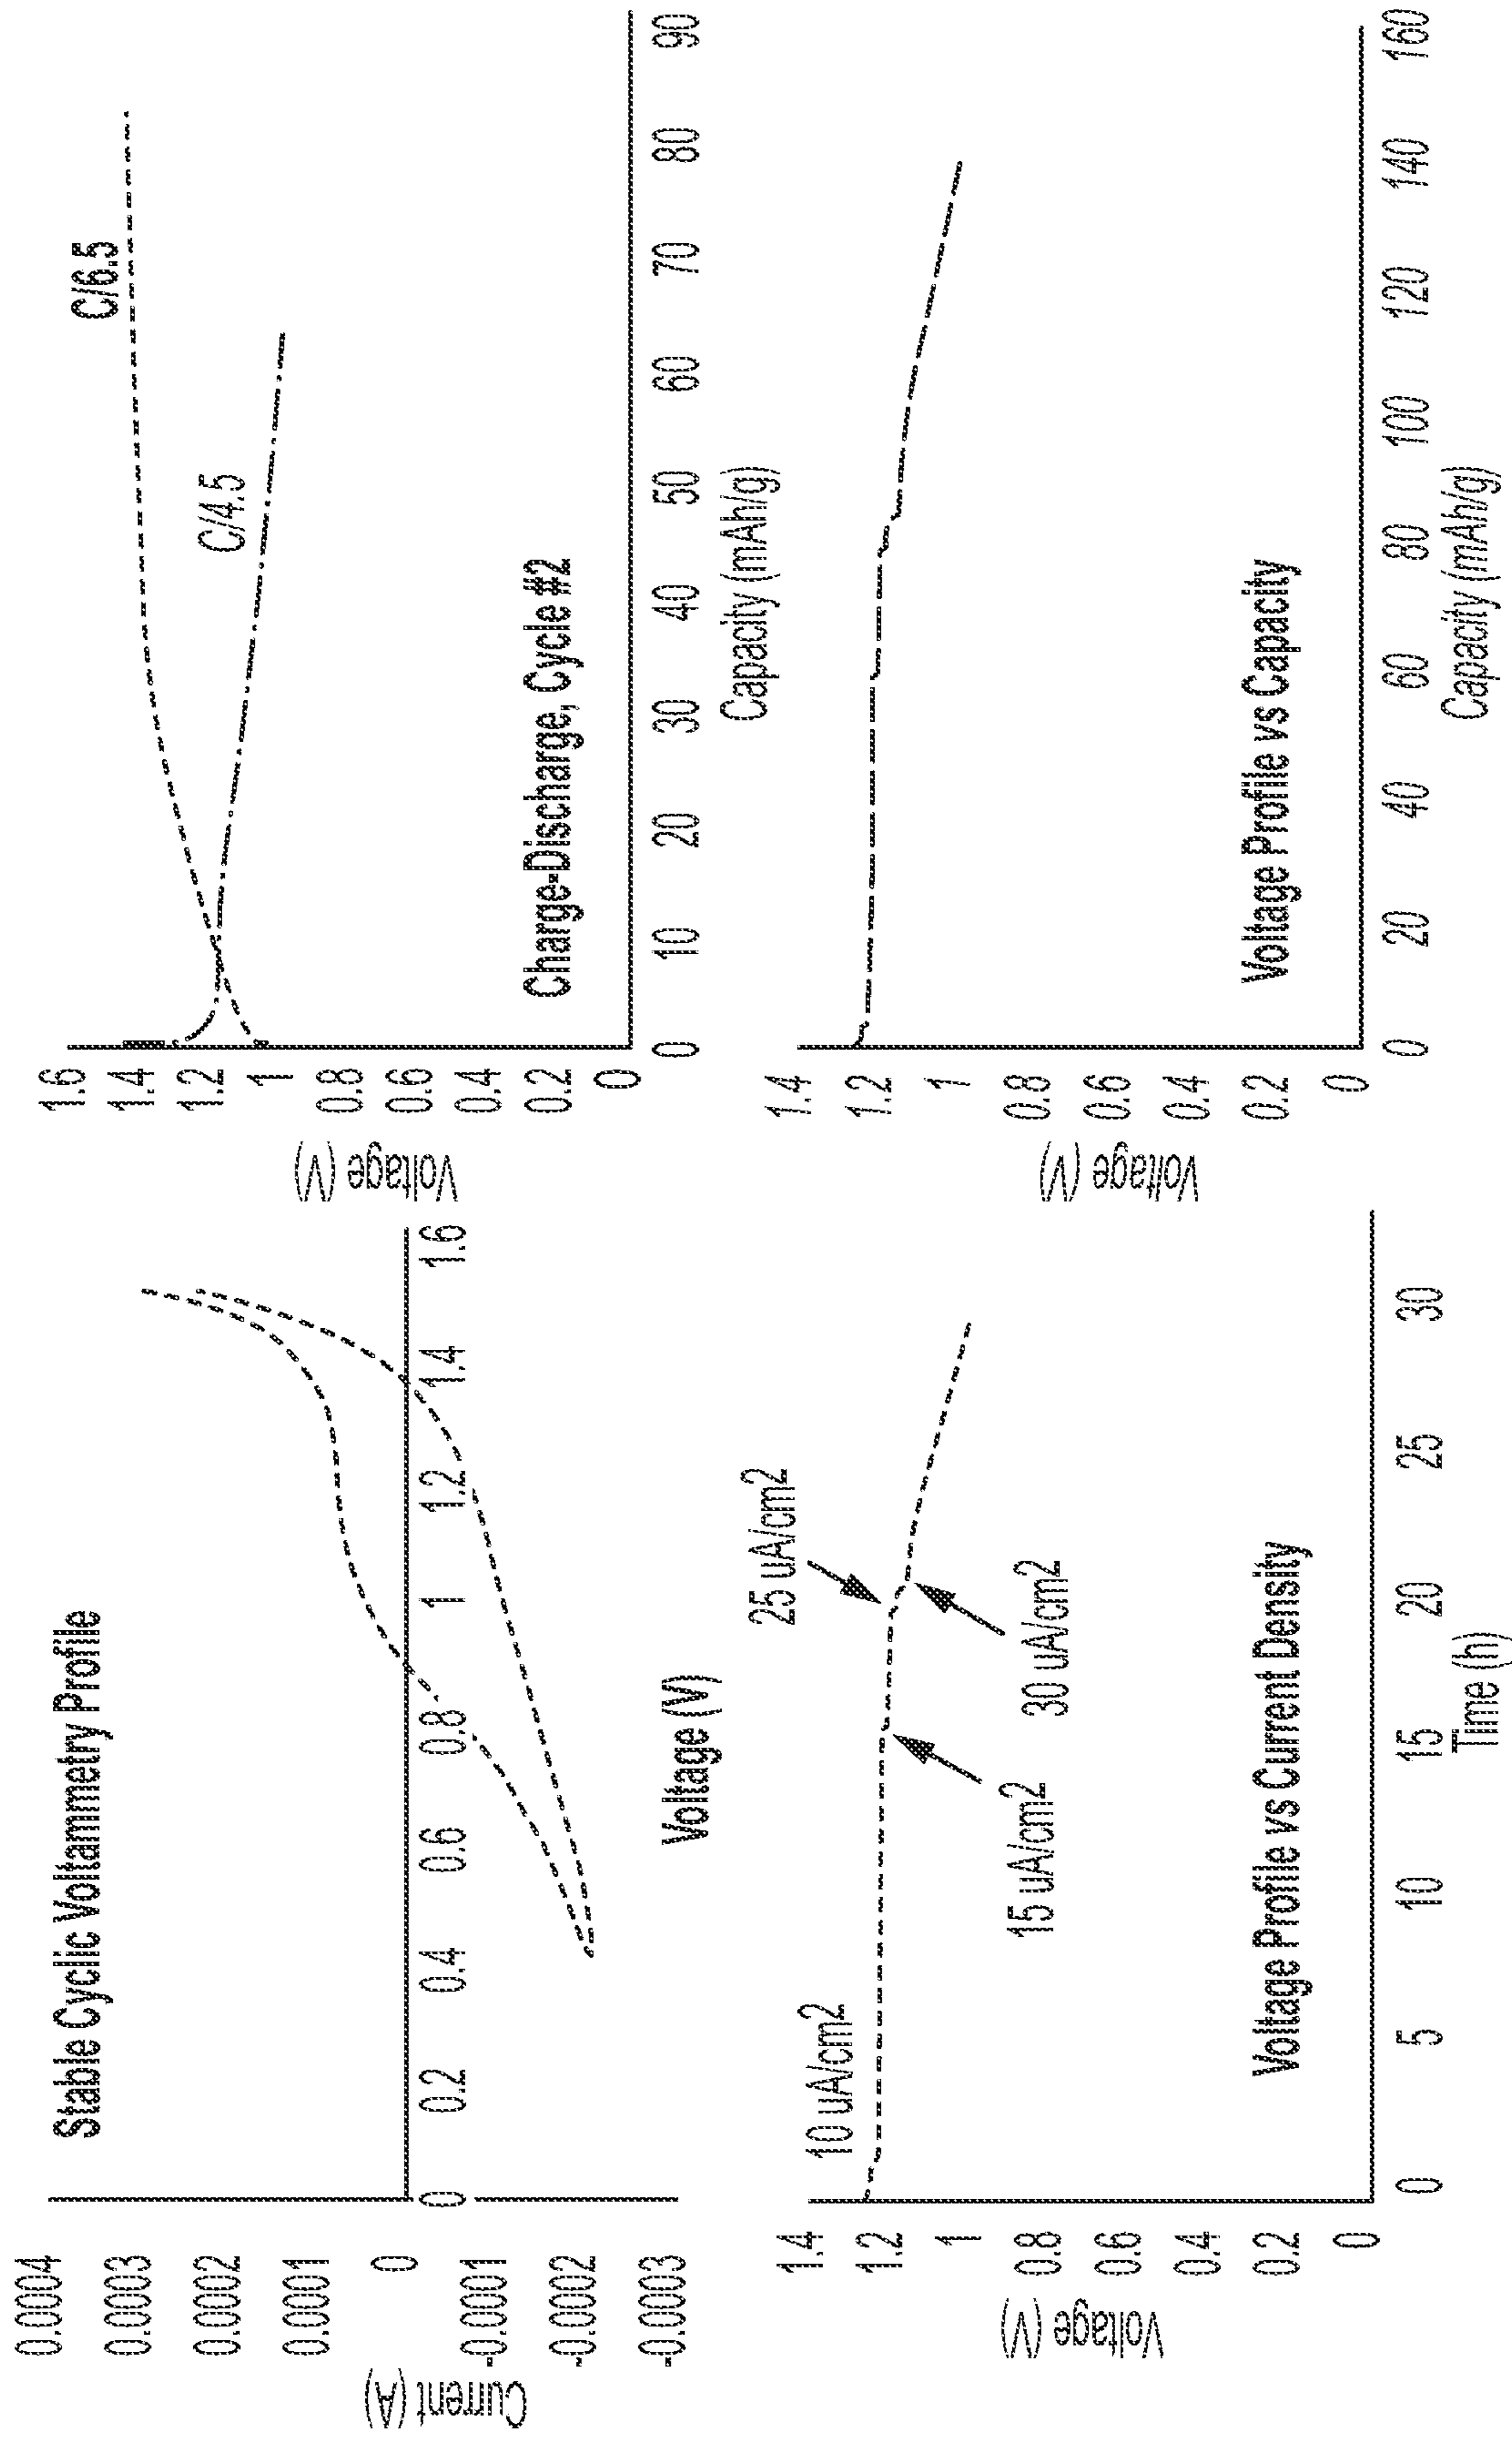 Stable Cyclic Voltammetry Profile
Current (A)
0.0004
0.0003
0.0002
0.0001
0
-0.0001
-0.0002
-0.0003
0 0.2 0.4 0.6 0.8 1 1.2 1.4 1.6
Voltage (V)
Voltage (V)
1.6
1.4
1.2
1
0.8
0.6
0.4
0.2
0
C/6.5
C/4.5
Charge-Discharge, Cycle #2
0 10 20 30 40 50 60 70 80 90
Capacity (mAh/g)
Voltage (V)
1.4
1.2
1
0.8
0.6
0.4
0.2
0
10 uA/cm2
25 uA/cm2
15 uA/cm2
30 uA/cm2
Voltage Profile vs Current Density
0 5 10 15 20 25 30
Time (h)
Voltage (V)
1.4
1.2
1
0.8
0.6
0.4
0.2
0
Voltage Profile vs Capacity
0 20 40 60 80 100 120 140 160
Capacity (mAh/g)